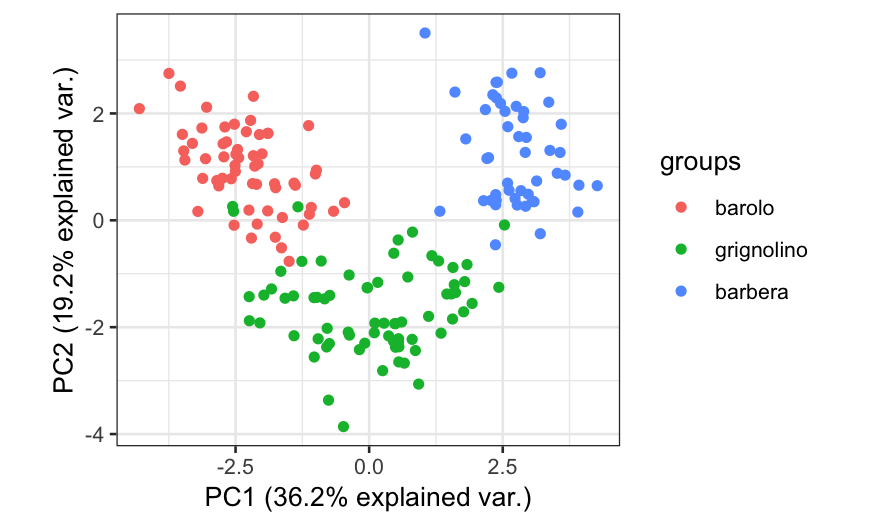 PC2 (19.2% explained var.)
2
0
-2
-4
-2.5 0.0 2.5
PC1 (36.2% explained var.)
groups
barolo
grignolino
barbera